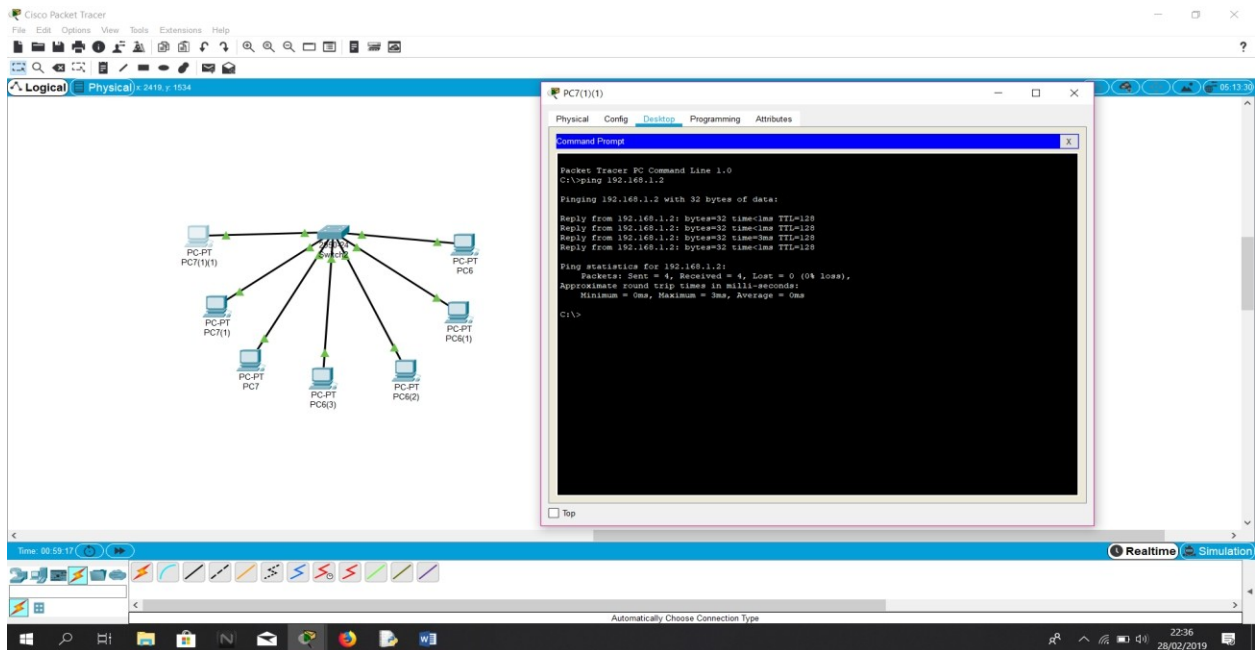 Cisco Packet Tracer
File Edit Options View Tools Extensions Help
?
Logical Physical x: 2419, y: 1534
05:13:30
PC7(1)(1)
Physical Config Desktop Programming Attributes
Command Prompt
X
Packet Tracer PC Command Line 1.0
C:\>ping 192.168.1.2
Pinging 192.168.1.2 with 32 bytes of data:
Reply from 192.168.1.2: bytes=32 time<1ms TTL=128
Reply from 192.168.1.2: bytes=32 time<1ms TTL=128
Reply from 192.168.1.2: bytes=32 time=3ms TTL=128
Reply from 192.168.1.2: bytes=32 time<1ms TTL=128
Ping statistics for 192.168.1.2:
Packets: Sent = 4, Received = 4, Lost = 0 (0% loss),
Approximate round trip times in milli-seconds:
Minimum = 0ms, Maximum = 3ms, Average = 0ms
C:\>
Top
PC-PT
PC7(1)(1)
Switch2
PC-PT
PC6
PC-PT
PC7(1)
PC-PT
PC6(1)
PC-PT
PC7
PC-PT
PC6(3)
PC-PT
PC6(2)
Time: 00:59:17
Realtime Simulation
Automatically Choose Connection Type
22:36
28/02/2019